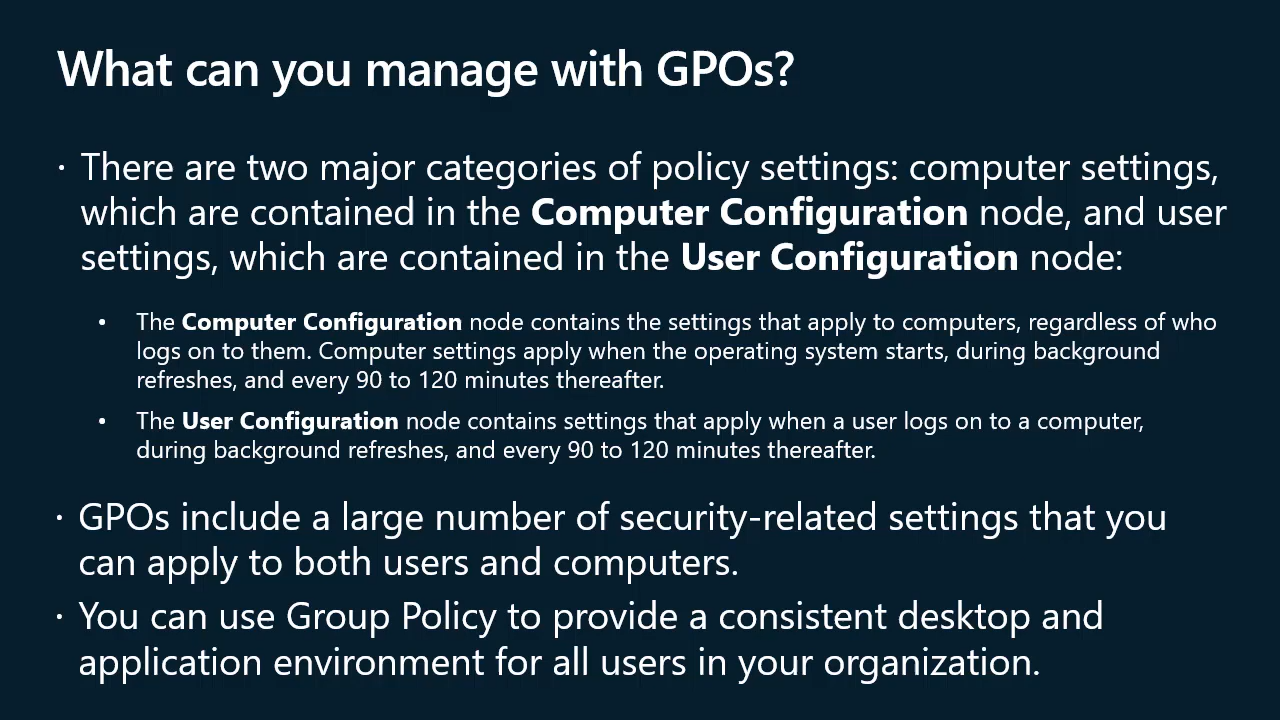 What can you manage with GPOs?
· There are two major categories of policy settings: computer settings,
which are contained in the Computer Configuration node, and user
settings, which are contained in the User Configuration node:
• The Computer Configuration node contains the settings that apply to computers, regardless of who
logs on to them. Computer settings apply when the operating system starts, during background
refreshes, and every 90 to 120 minutes thereafter.
• The User Configuration node contains settings that apply when a user logs on to a computer,
during background refreshes, and every 90 to 120 minutes thereafter.
· GPOs include a large number of security-related settings that you
can apply to both users and computers.
· You can use Group Policy to provide a consistent desktop and
application environment for all users in your organization.